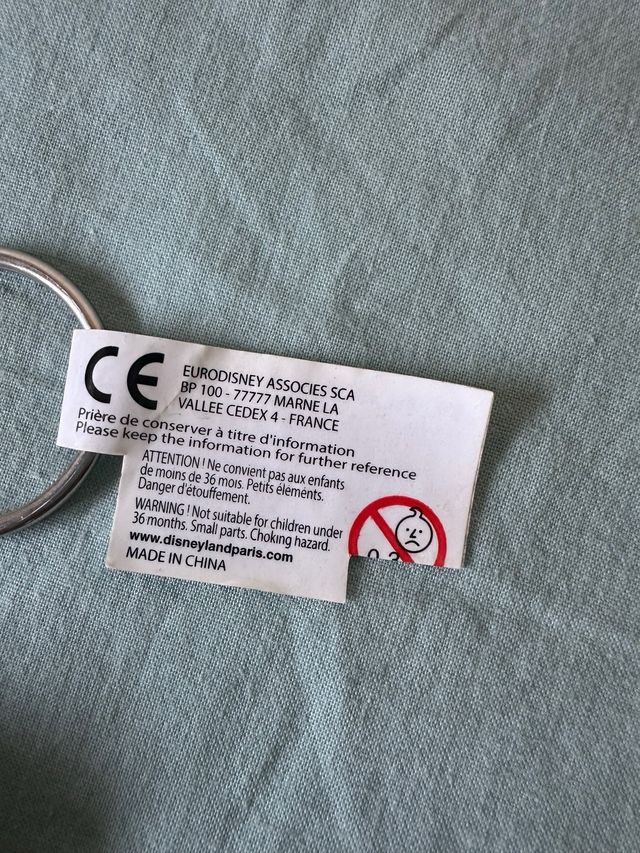 CE
EURODISNEY ASSOCIES SCA
BP 100 - 77777 MARNE LA
VALLEE CEDEX 4 - FRANCE
Prière de conserver à titre d'information
Please keep the information for further reference
ATTENTION ! Ne convient pas aux enfants
de moins de 36 mois. Petits éléments.
Danger d'étouffement.
WARNING ! Not suitable for children under
36 months. Small parts. Choking hazard.
www.disneylandparis.com
MADE IN CHINA
0-3